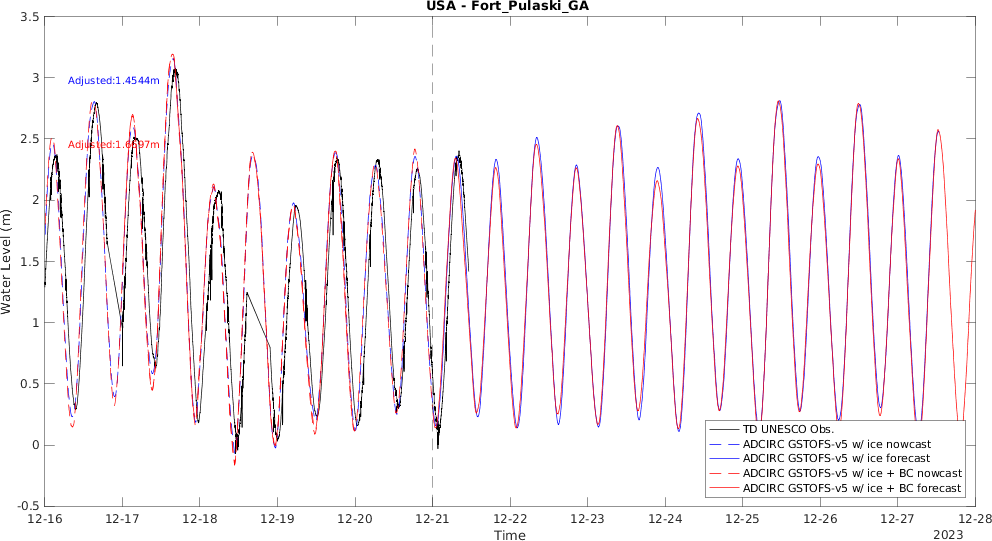 USA - Fort_Pulaski_GA
3.5
3
2.5
2
1.5
1
0.5
0
-0.5
Water Level (m)
Adjusted:1.4544m
Adjusted:1.6597m
TD UNESCO Obs.
ADCIRC GSTOFS-v5 w/ ice nowcast
ADCIRC GSTOFS-v5 w/ ice forecast
ADCIRC GSTOFS-v5 w/ ice + BC nowcast
ADCIRC GSTOFS-v5 w/ ice + BC forecast
12-16 12-17 12-18 12-19 12-20 12-21 12-22 12-23 12-24 12-25 12-26 12-27 12-28
Time
2023